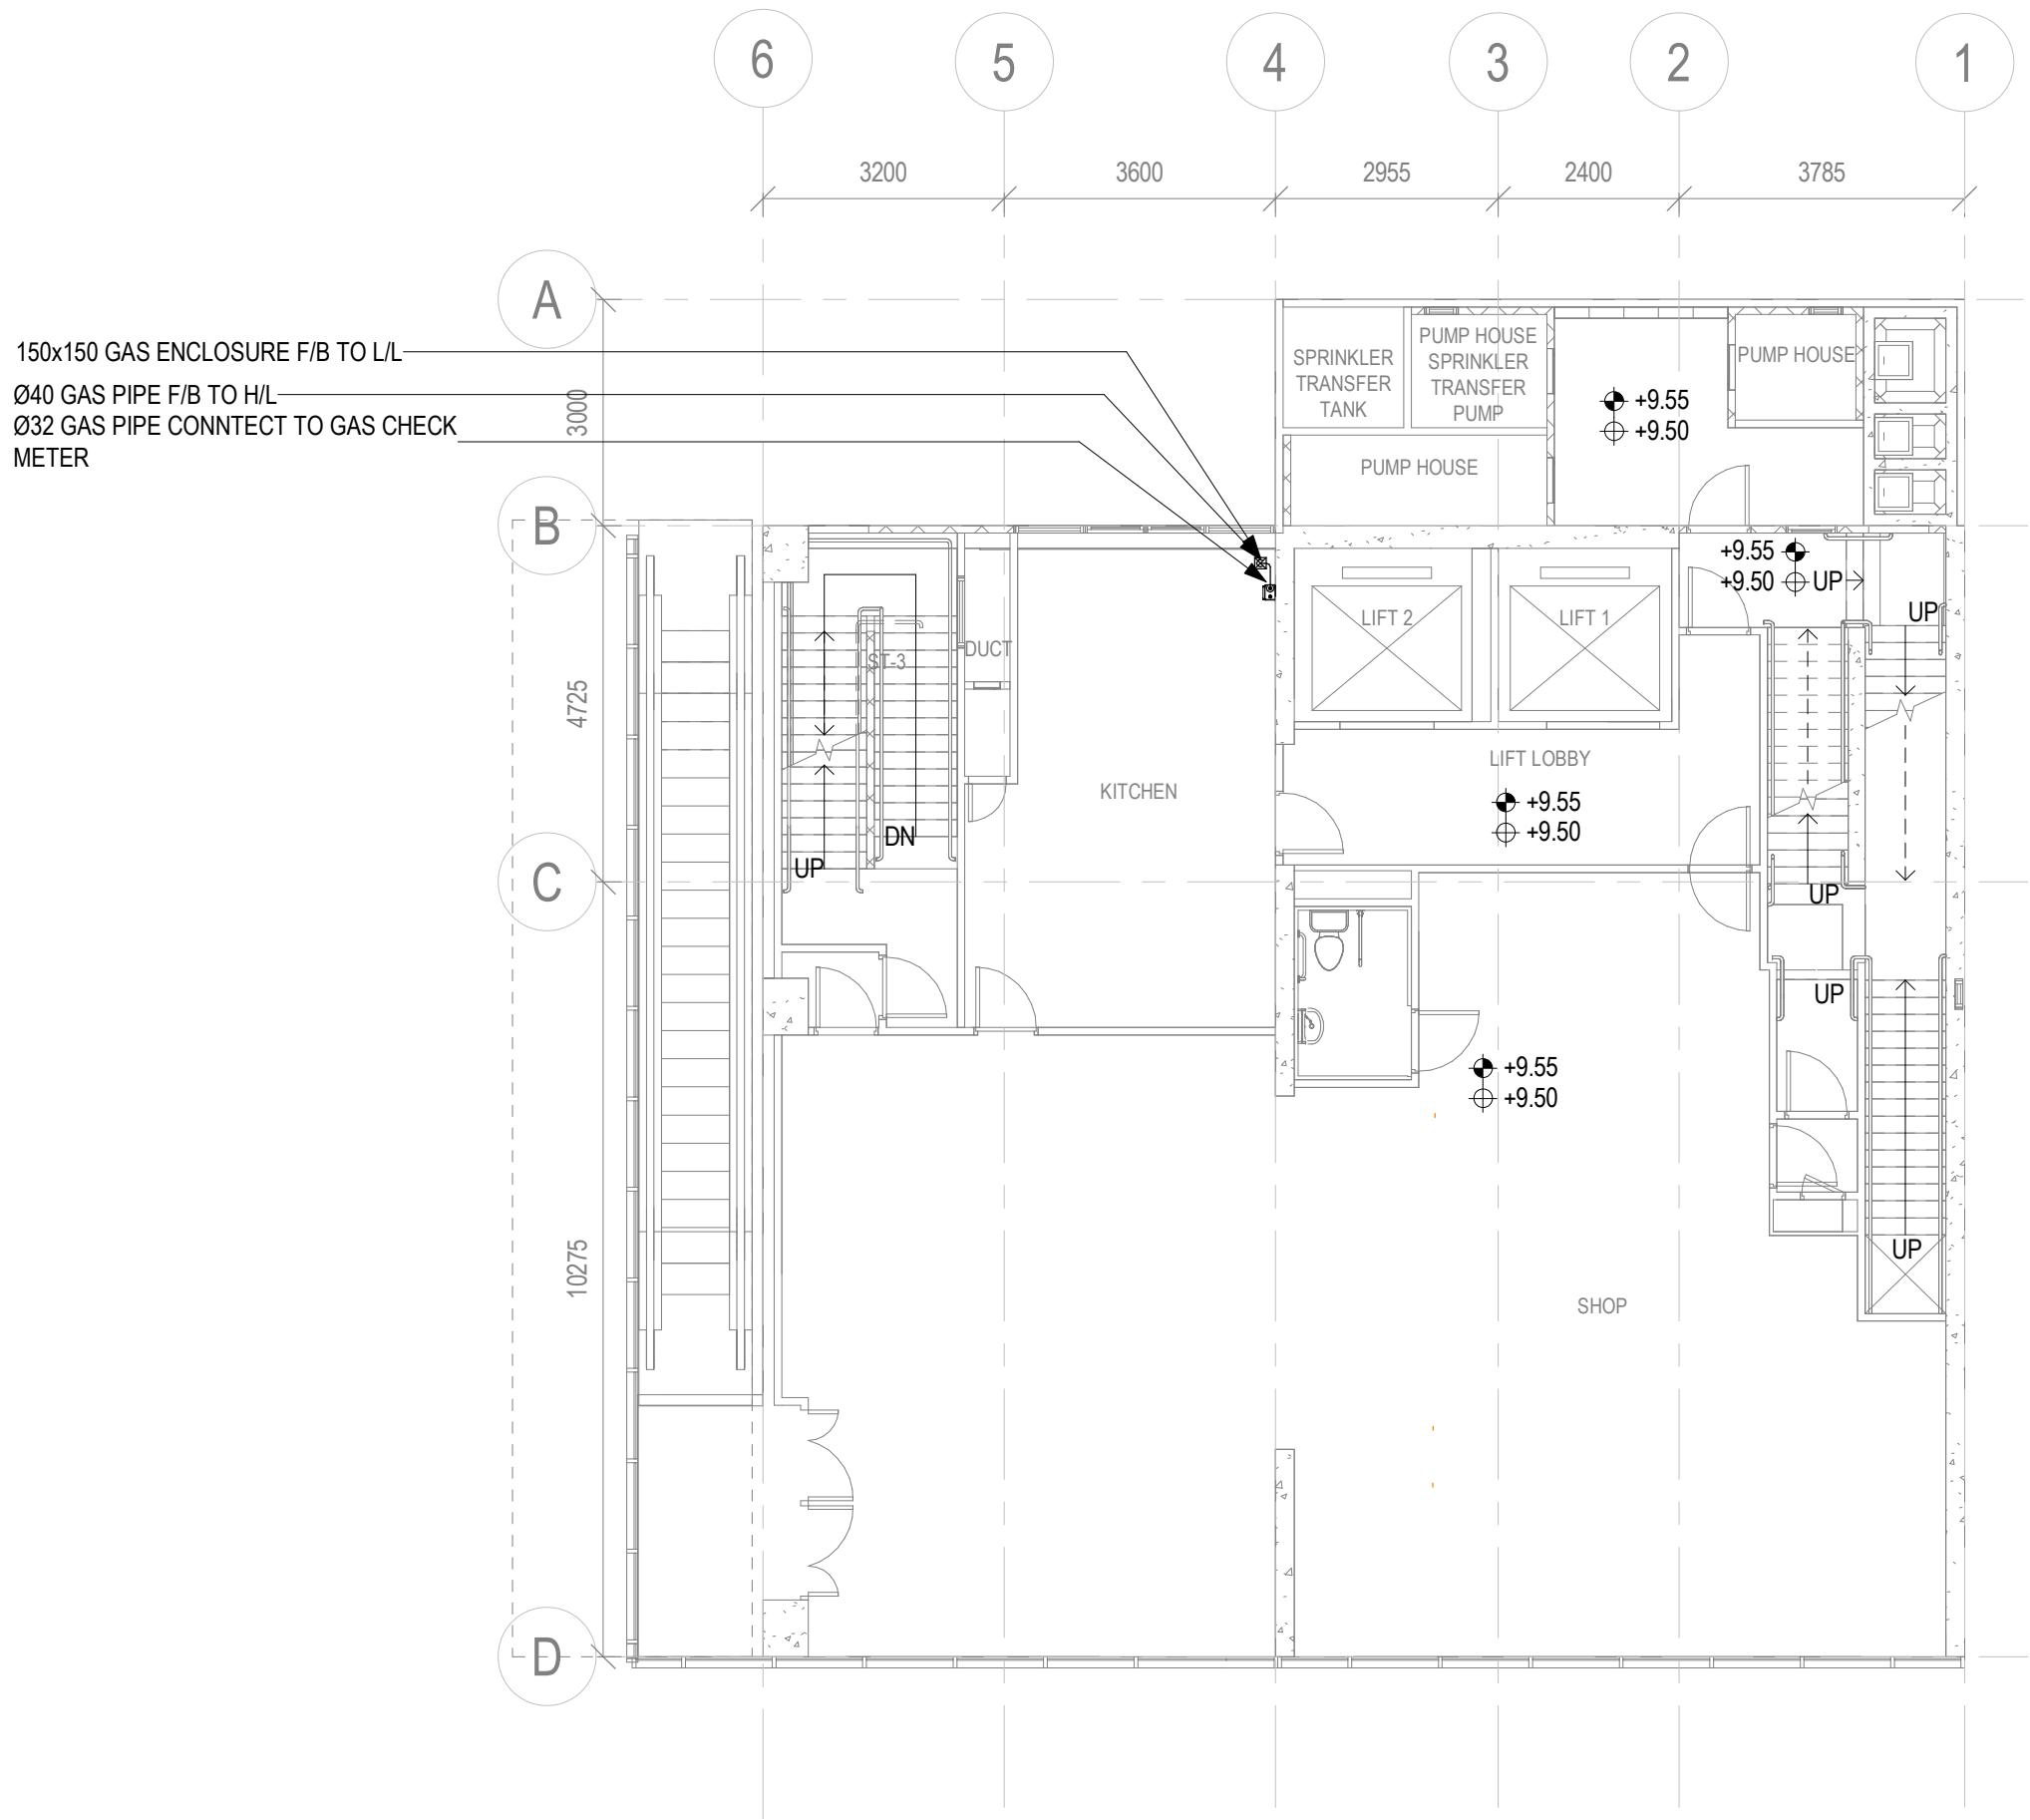 6
5
4
3
2
1
3200
3600
2955
2400
3785
A
150x150 GAS ENCLOSURE F/B TO L/L
Ø40 GAS PIPE F/B TO H/L
Ø32 GAS PIPE CONNTECT TO GAS CHECK
METER
3000
SPRINKLER
TRANSFER
TANK
PUMP HOUSE
SPRINKLER
TRANSFER
PUMP
PUMP HOUSE
+9.55
+9.50
PUMP HOUSE
B
+9.55
+9.50
UP
UP
LIFT 2
LIFT 1
ST-3
DUCT
4725
LIFT LOBBY
+9.55
+9.50
KITCHEN
DN
UP
C
UP
UP
+9.55
+9.50
UP
10275
SHOP
D